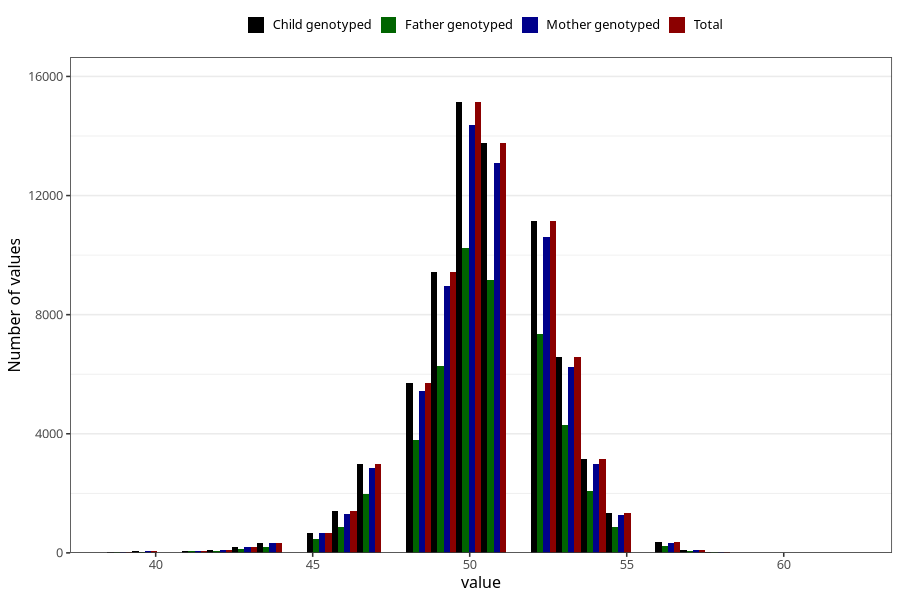 Child genotyped Father genotyped Mother genotyped Total
Number of values
16000
12000
8000
4000
0
40 45 50 55 60
value